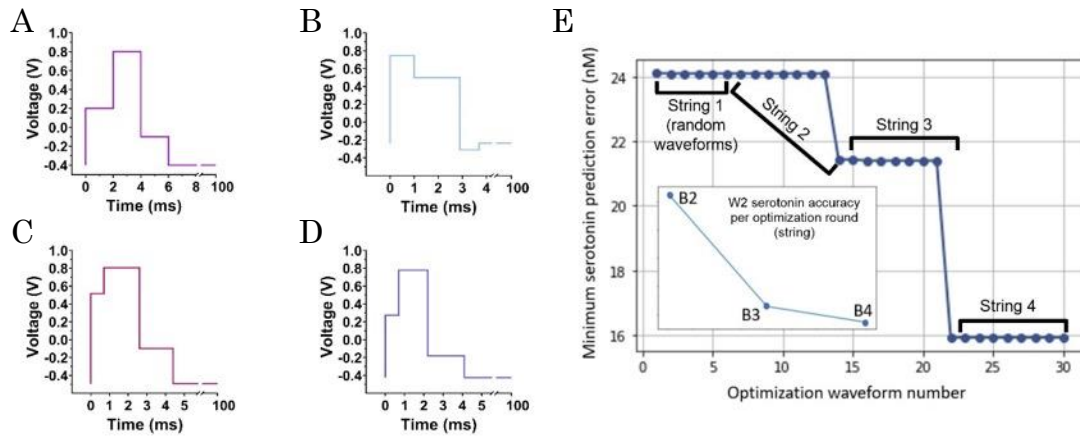 A
1.0
0.8
0.6
0.4
0.2
0.0
-0.2
-0.4
Voltage (V)
0 2 4 6 8 100
Time (ms)
B
1.0
0.8
0.6
0.4
0.2
0.0
-0.2
-0.4
Voltage (V)
0 1 2 3 4 100
Time (ms)
C
1.0
0.8
0.6
0.4
0.2
0.0
-0.2
-0.4
Voltage (V)
0 1 2 3 4 5 100
Time (ms)
D
1.0
0.8
0.6
0.4
0.2
0.0
-0.2
-0.4
Voltage (V)
0 1 2 3 4 5 100
Time (ms)
E
Minimum serotonin prediction error (nM)
24
22
20
18
16
String 1
(random
waveforms)
String 2
String 3
String 4
W2 serotonin accuracy
per optimization round
(string)
B2
B3
B4
0 5 10 15 20 25 30
Optimization waveform number